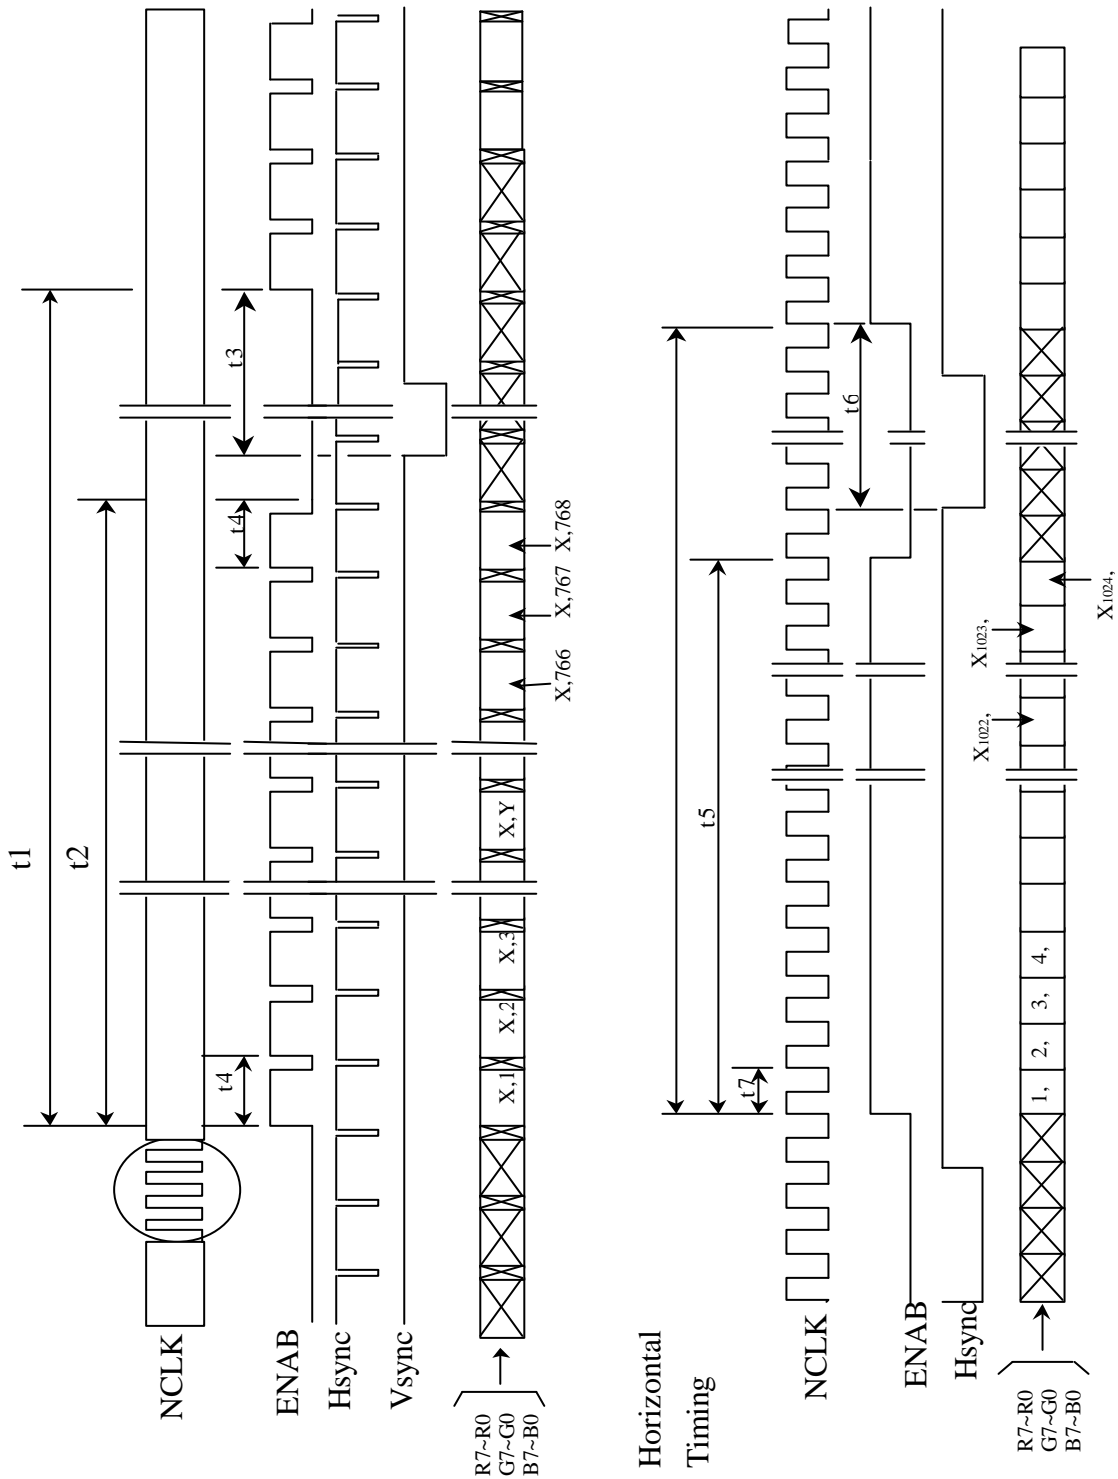 t1
t2
NCLK
t4
t4
t3
ENAB
Hsync
Vsync
R7~R0
G7~G0
B7~B0
X,1
X,2
X,3
X,Y
X,766
X,767
X,768
Horizontal
Timing
t5
t7
NCLK
t6
ENAB
Hsync
R7~R0
G7~G0
B7~B0
1,
2,
3,
4,
X1022,
X1023,
X1024,